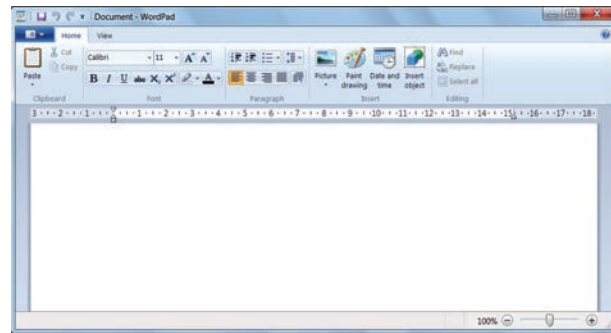 Document - WordPad
Home View
Cut
Copy
Paste
Clipboard
Calibri 11 A A
B I U abc X, X² A
Font
Paragraph
Picture Paint drawing Date and time Insert object
Insert
Find
Replace
Select all
Editing
3 2 1 1 2 3 4 5 6 7 8 9 10 11 12 13 14 15 16 17 18
100%